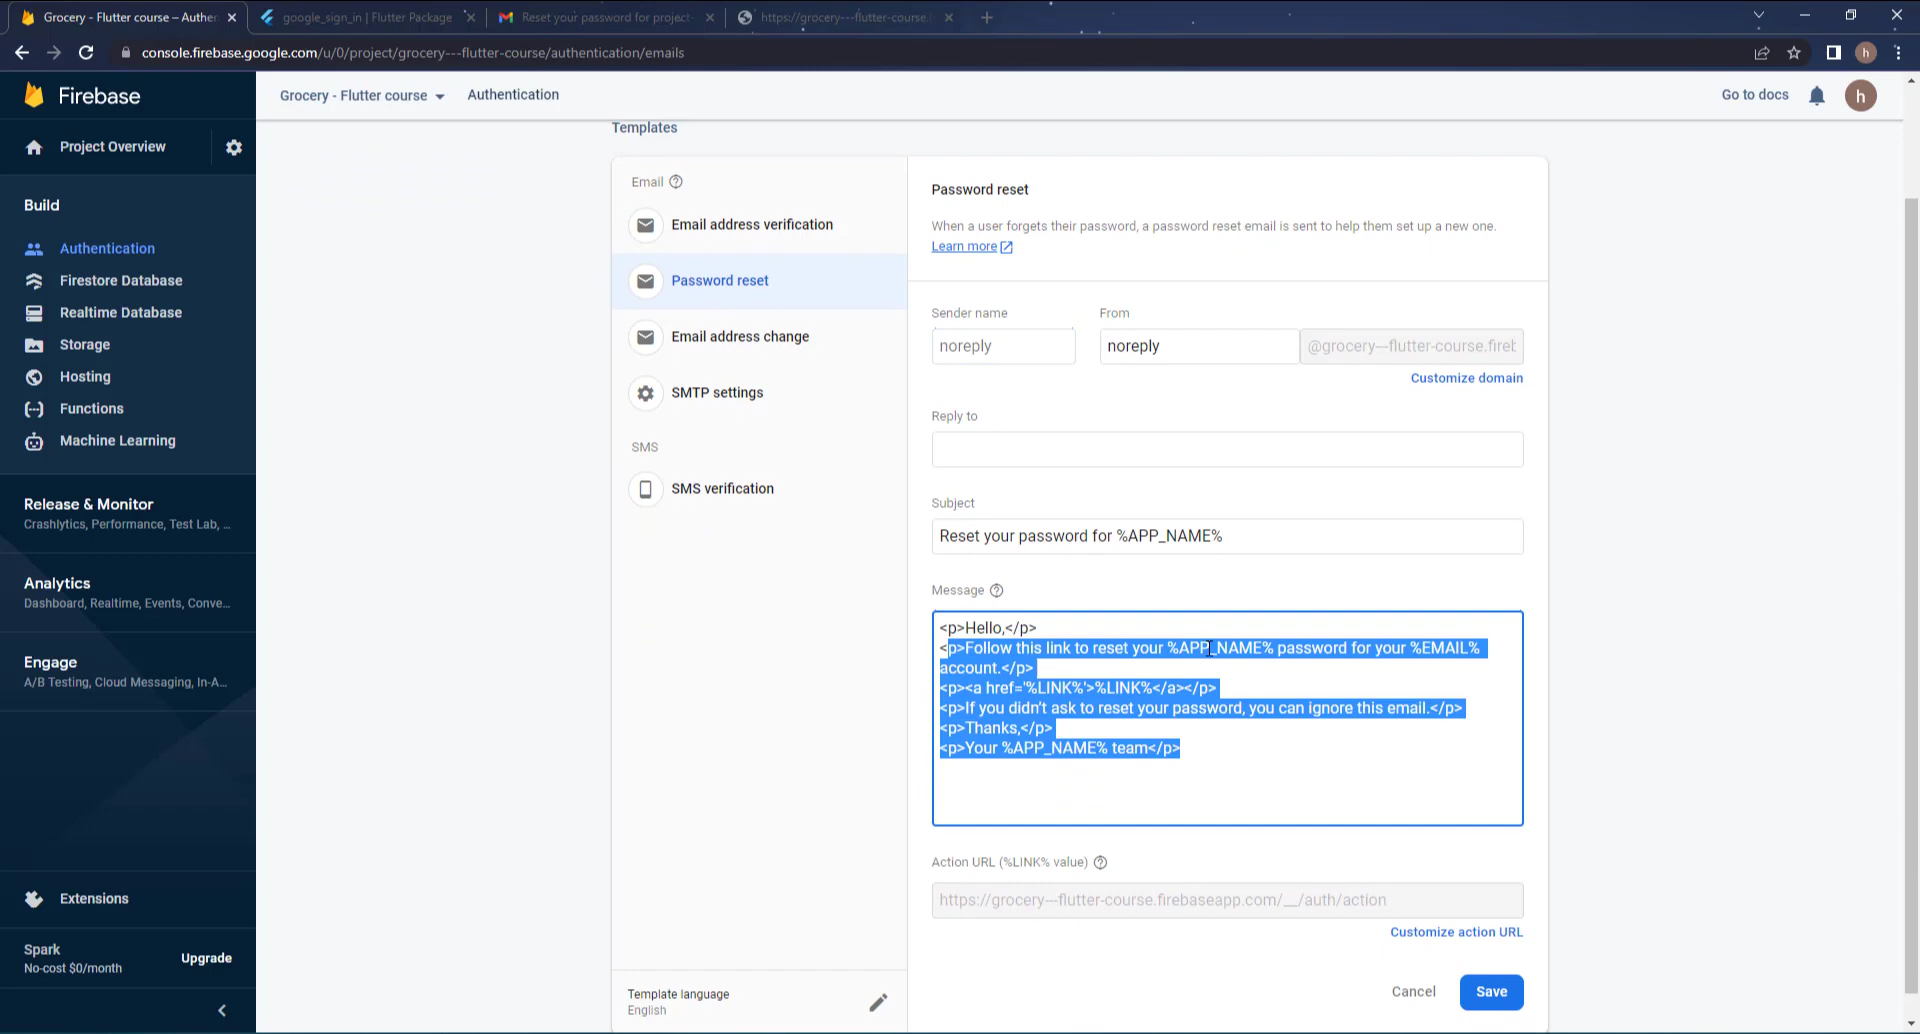 Grocery - Flutter course – Authen
google_sign_in | Flutter Package
Reset your password for project-
https://grocery---flutter-course.f
console.firebase.google.com/u/0/project/grocery---flutter-course/authentication/emails
h
Firebase
Grocery - Flutter course
Authentication
Go to docs
h
Project Overview
Templates
Build
Authentication
Firestore Database
Realtime Database
Storage
Hosting
Functions
Machine Learning
Release & Monitor
Crashlytics, Performance, Test Lab, ...
Analytics
Dashboard, Realtime, Events, Conve...
Engage
A/B Testing, Cloud Messaging, In-A...
Extensions
Spark
No-cost $0/month
Upgrade
Email
Email address verification
Password reset
Email address change
SMTP settings
SMS
SMS verification
Template language
English
Password reset
When a user forgets their password, a password reset email is sent to help them set up a new one.
Learn more
Sender name
From
noreply
noreply
@grocery---flutter-course.fireb
Customize domain
Reply to
Subject
Reset your password for %APP_NAME%
Message
<p>Hello,</p>
<p>Follow this link to reset your %APP_NAME% password for your %EMAIL%
account.</p>
<p><a href='%LINK%'>%LINK%</a></p>
<p>If you didn't ask to reset your password, you can ignore this email.</p>
<p>Thanks,</p>
<p>Your %APP_NAME% team</p>
Action URL (%LINK% value)
https://grocery---flutter-course.firebaseapp.com/__/auth/action
Customize action URL
Cancel
Save